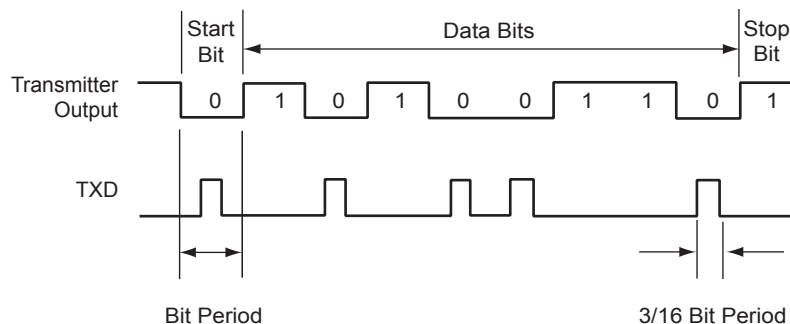 Start
Bit
Data Bits
Stop
Bit
Transmitter
Output
0 1 0 1 0 0 1 1 0 1
TXD
Bit Period
3/16 Bit Period